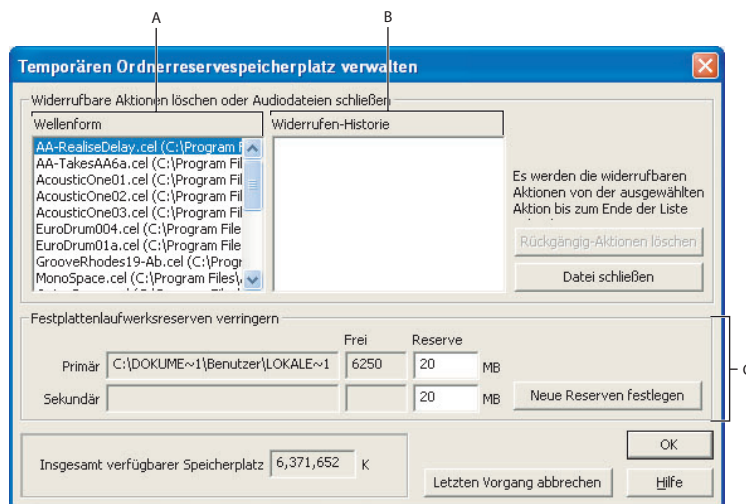 A
B
Temporären Ordnerreservespeicherplatz verwalten
Widerrufbare Aktionen löschen oder Audiodateien schließen
Wellenform
Widerrufen-Historie
AA-RealiseDelay.cel (C:\Program F
AA-TakesAA6a.cel (C:\Program Fil
AcousticOne01.cel (C:\Program Fil
AcousticOne02.cel (C:\Program Fil
AcousticOne03.cel (C:\Program Fil
EuroDrum004.cel (C:\Program File
EuroDrum01a.cel (C:\Program File
GrooveRhodes19-Ab.cel (C:\Progr
MonoSpace.cel (C:\Program Files\
Es werden die widerrufbaren
Aktionen von der ausgewählten
Aktion bis zum Ende der Liste
Rückgängig-Aktionen löschen
Datei schließen
Festplattenlaufwerksreserven verringern
Frei Reserve
Primär C:\DOKUME~1\Benutzer\LOKALE~1 6250 20 MB
Sekundär 20 MB Neue Reserven festlegen
Insgesamt verfügbarer Speicherplatz 6,371,652 K
OK
Letzten Vorgang abbrechen
Hilfe